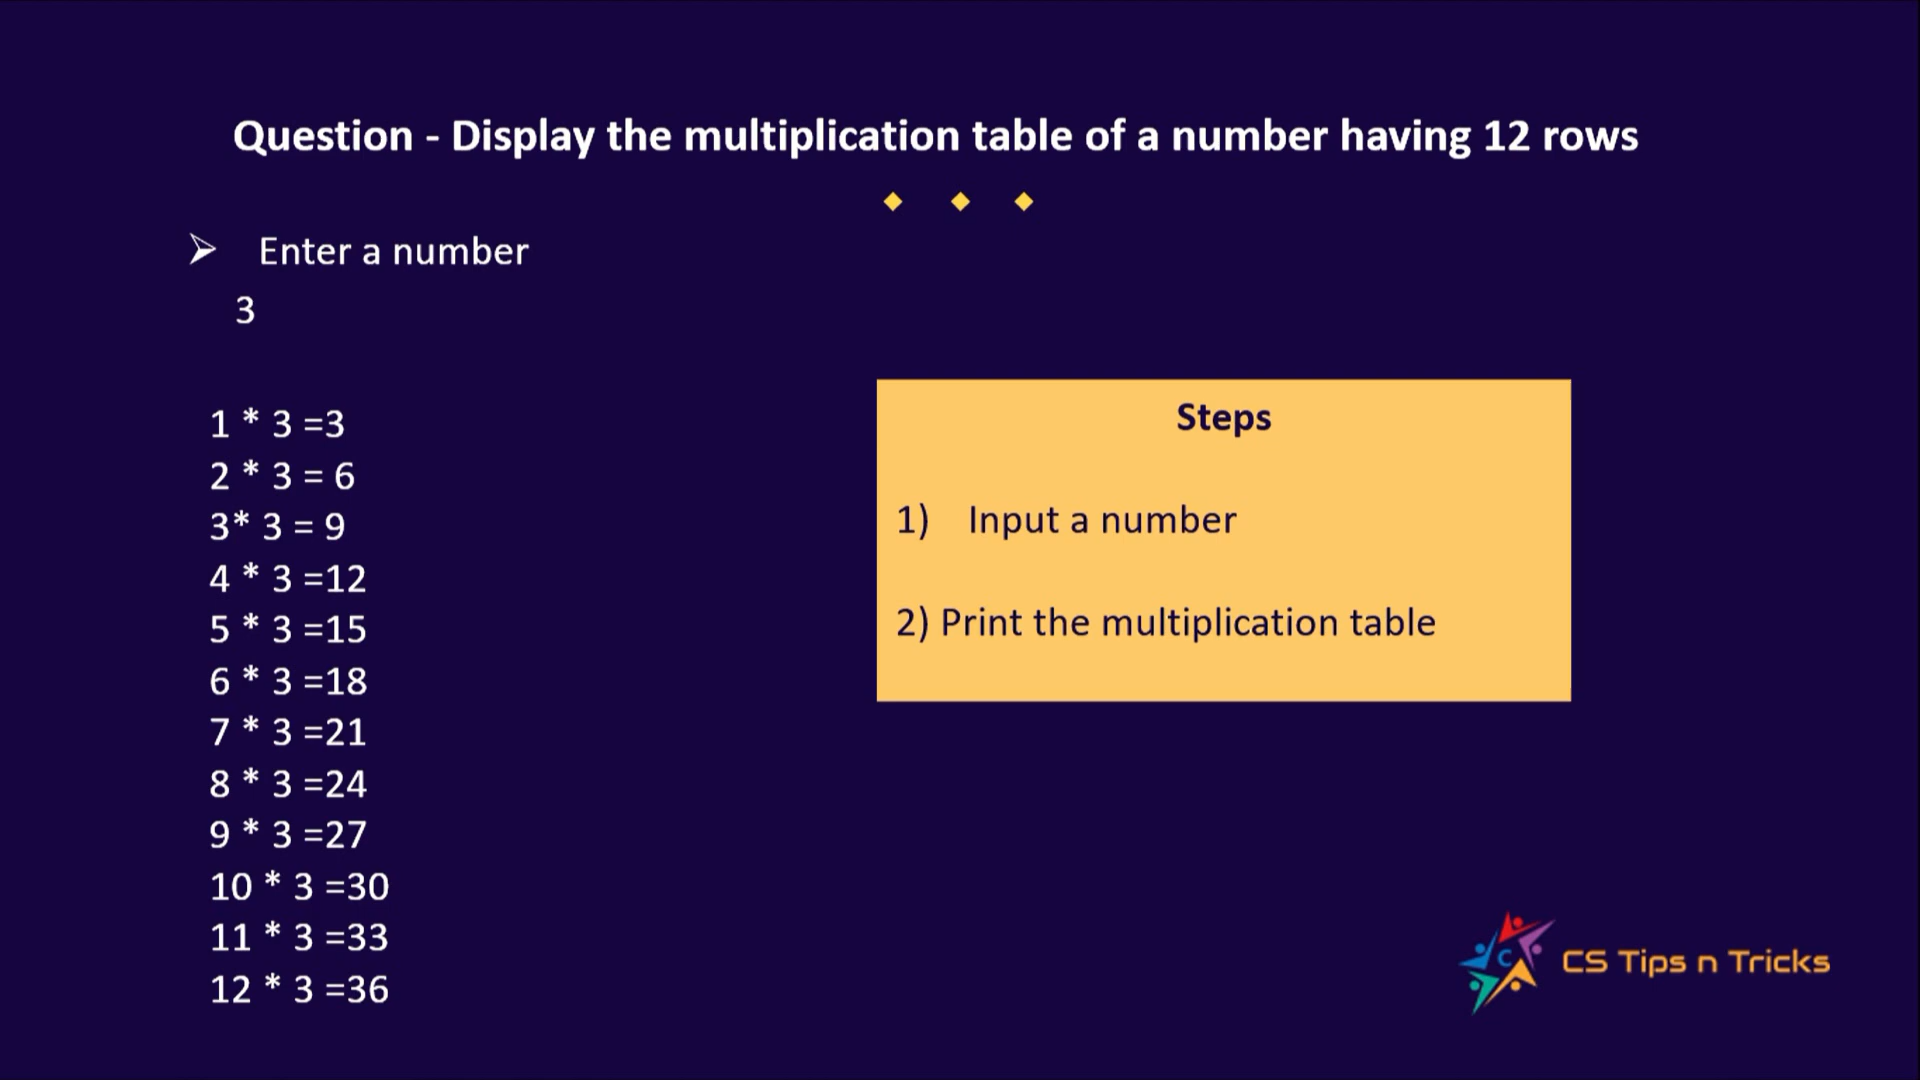 Question - Display the multiplication table of a number having 12 rows
Enter a number
3
1 * 3 =3
2 * 3 = 6
3* 3 = 9
4 * 3 =12
5 * 3 =15
6 * 3 =18
7 * 3 =21
8 * 3 =24
9 * 3 =27
10 * 3 =30
11 * 3 =33
12 * 3 =36
Steps
1) Input a number
2) Print the multiplication table
C
CS Tips n Tricks